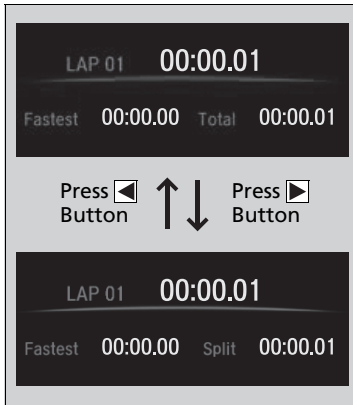 LAP 01 00:00.01
Fastest 00:00.00 Total 00:00.01
Press ◀ Button
Press ▶ Button
LAP 01 00:00.01
Fastest 00:00.00 Split 00:00.01